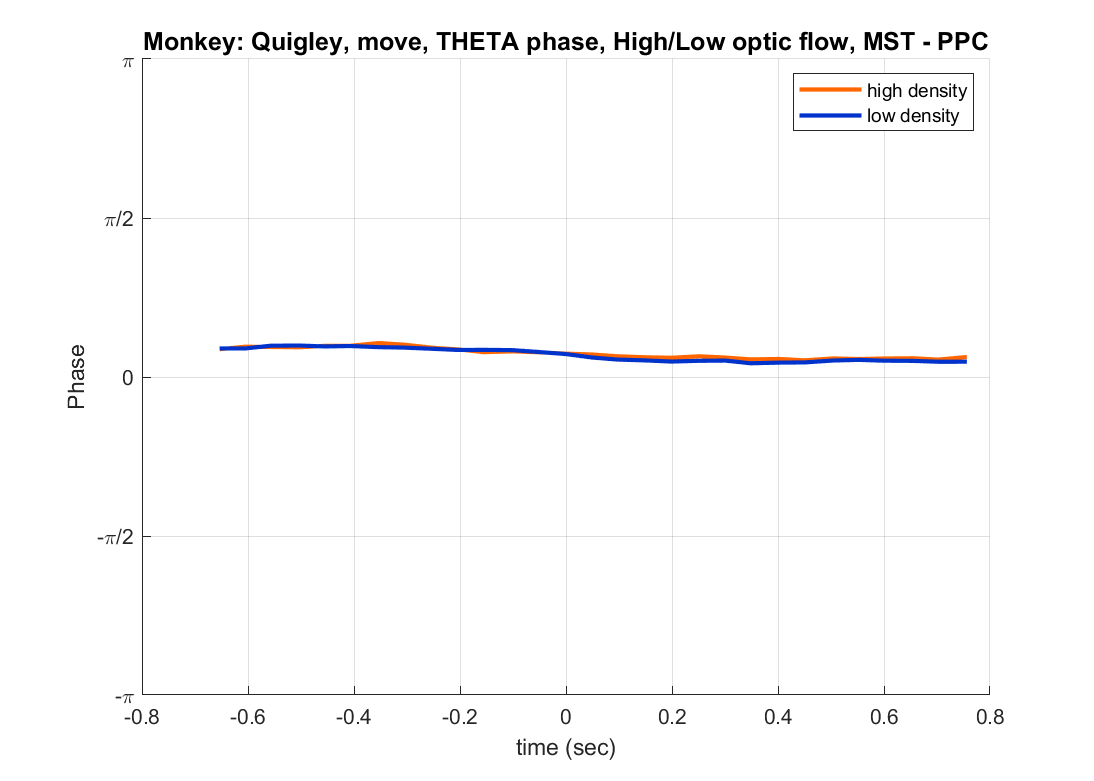 Monkey: Quigley, move, THETA phase, High/Low optic flow, MST - PPC
high density
low density
π
π/2
0
-π/2
-π
Phase
-0.8 -0.6 -0.4 -0.2 0 0.2 0.4 0.6 0.8
time (sec)